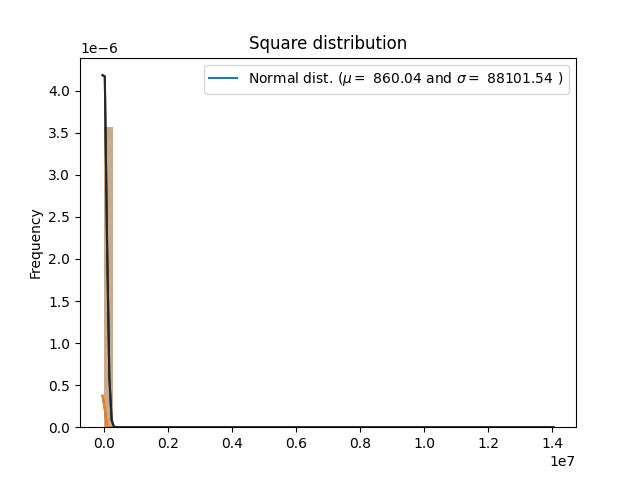 Square distribution
1e−6
Normal dist. (μ = 860.04 and σ = 88101.54 )
4.0
3.5
3.0
2.5
2.0
1.5
1.0
0.5
0.0
Frequency
0.0 0.2 0.4 0.6 0.8 1.0 1.2 1.4
1e7